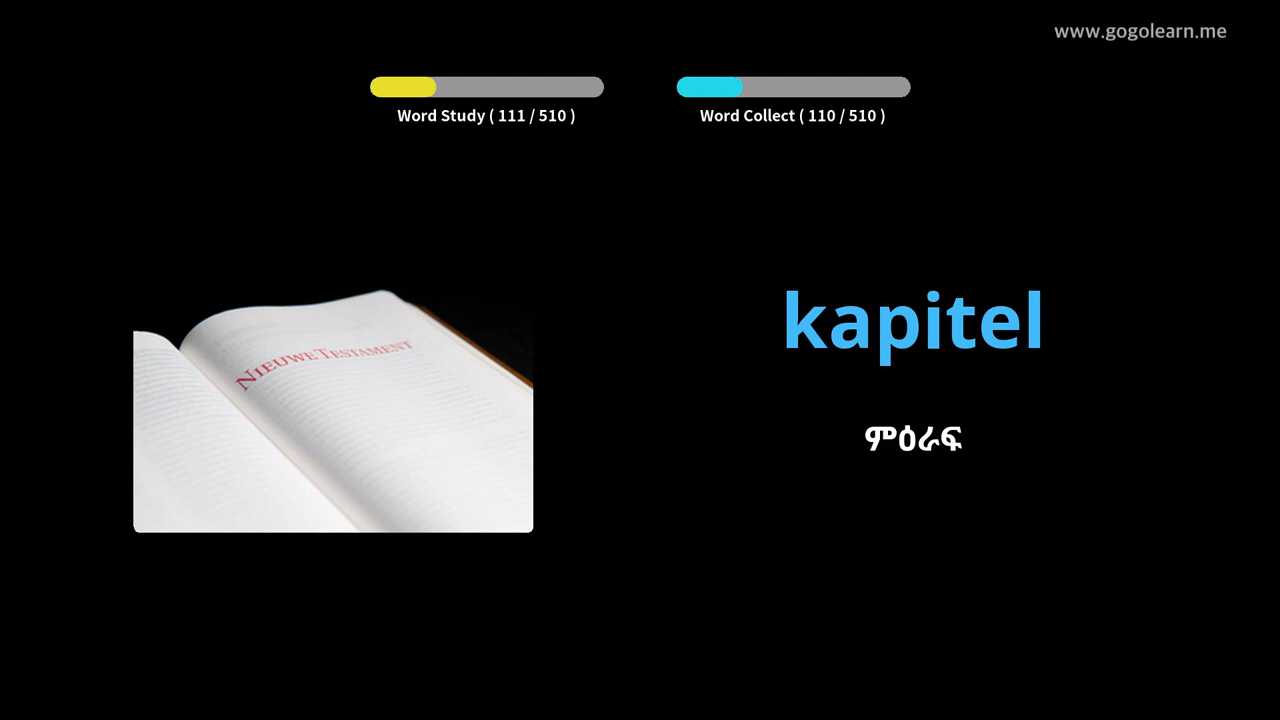 www.gogolearn.me
Word Study ( 111 / 510 )
Word Collect ( 110 / 510 )
NIEUWE TESTAMENT
kapitel
ምዕራፍ